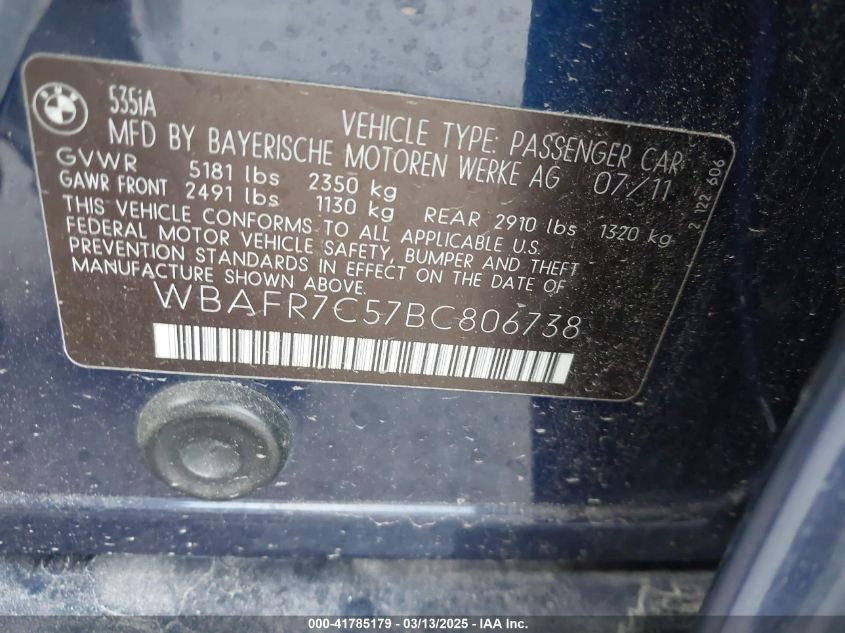 BMW
535iA
VEHICLE TYPE: PASSENGER CAR
MFD BY BAYERISCHE MOTOREN WERKE AG 07/11
GVWR 5181 lbs 2350 kg
GAWR FRONT 2491 lbs 1130 kg REAR 2910 lbs 1320 kg
THIS VEHICLE CONFORMS TO ALL APPLICABLE U.S.
FEDERAL MOTOR VEHICLE SAFETY, BUMPER AND THEFT
PREVENTION STANDARDS IN EFFECT ON THE DATE OF
MANUFACTURE SHOWN ABOVE.
WBAFR7C57BC806738
2 122 606
000-41785179 | 03/13/2025 - IAA Inc.